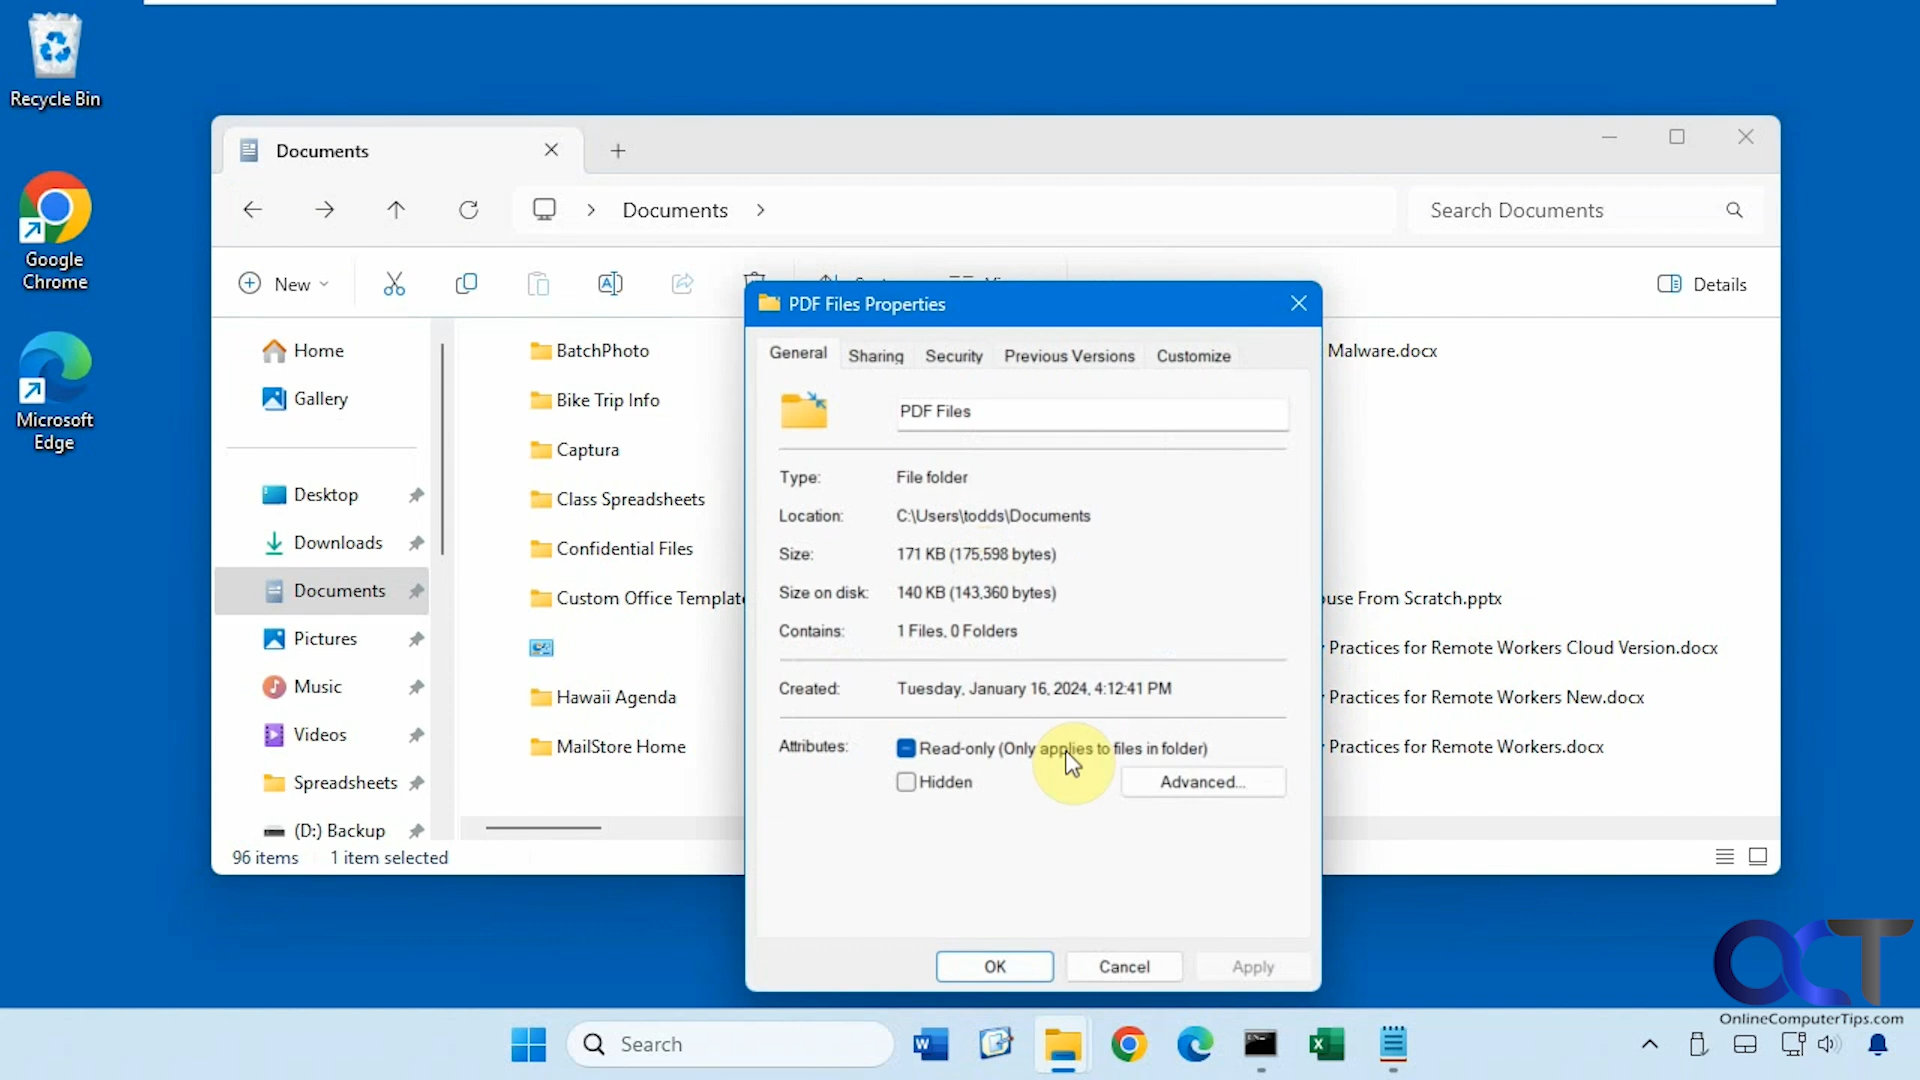 Recycle Bin
Google
Chrome
Microsoft
Edge
Documents
Documents
Search Documents
New
Details
Home
Gallery
Desktop
Downloads
Documents
Pictures
Music
Videos
Spreadsheets
(D:) Backup
BatchPhoto
Bike Trip Info
Captura
Class Spreadsheets
Confidential Files
Custom Office Template
Hawaii Agenda
MailStore Home
Malware.docx
use From Scratch.pptx
Practices for Remote Workers Cloud Version.docx
Practices for Remote Workers New.docx
Practices for Remote Workers.docx
96 items 1 item selected
PDF Files Properties
General Sharing Security Previous Versions Customize
PDF Files
Type: File folder
Location: C:\Users\todds\Documents
Size: 171 KB (175,598 bytes)
Size on disk: 140 KB (143,360 bytes)
Contains: 1 Files, 0 Folders
Created: Tuesday, January 16, 2024, 4:12:41 PM
Attributes: Read-only (Only applies to files in folder)
Hidden Advanced...
OK Cancel Apply
OCT
OnlineComputerTips.com
Search